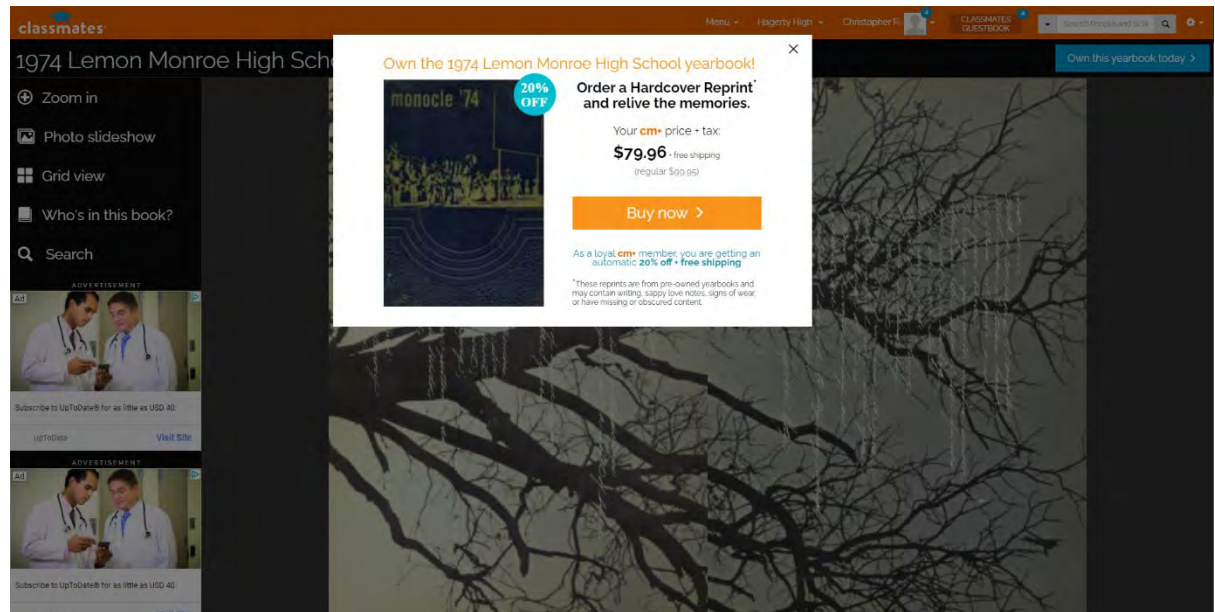 classmates
Menu
Hagerty High
Christopher R
CLASSMATES
GUESTBOOK
Search People and
1974 Lemon Monroe High Sch
Own this yearbook today >
Zoom in
Photo slideshow
Grid view
Who's in this book?
Search
ADVERTISEMENT
Ad
Subscribe to UpToDate® for as little as USD 40.
UpToDate
Visit Site
ADVERTISEMENT
Ad
Subscribe to UpToDate® for as little as USD 40.
Own the 1974 Lemon Monroe High School yearbook!
monocle '74
20%
OFF
Order a Hardcover Reprint*
and relive the memories.
Your cm+ price + tax:
$79.96 + free shipping
(regular $99.95)
Buy now >
As a loyal cm+ member, you are getting an
automatic 20% off + free shipping
*These reprints are from pre-owned yearbooks and
may contain writing, sappy love notes, signs of wear,
or have missing or obscured content.